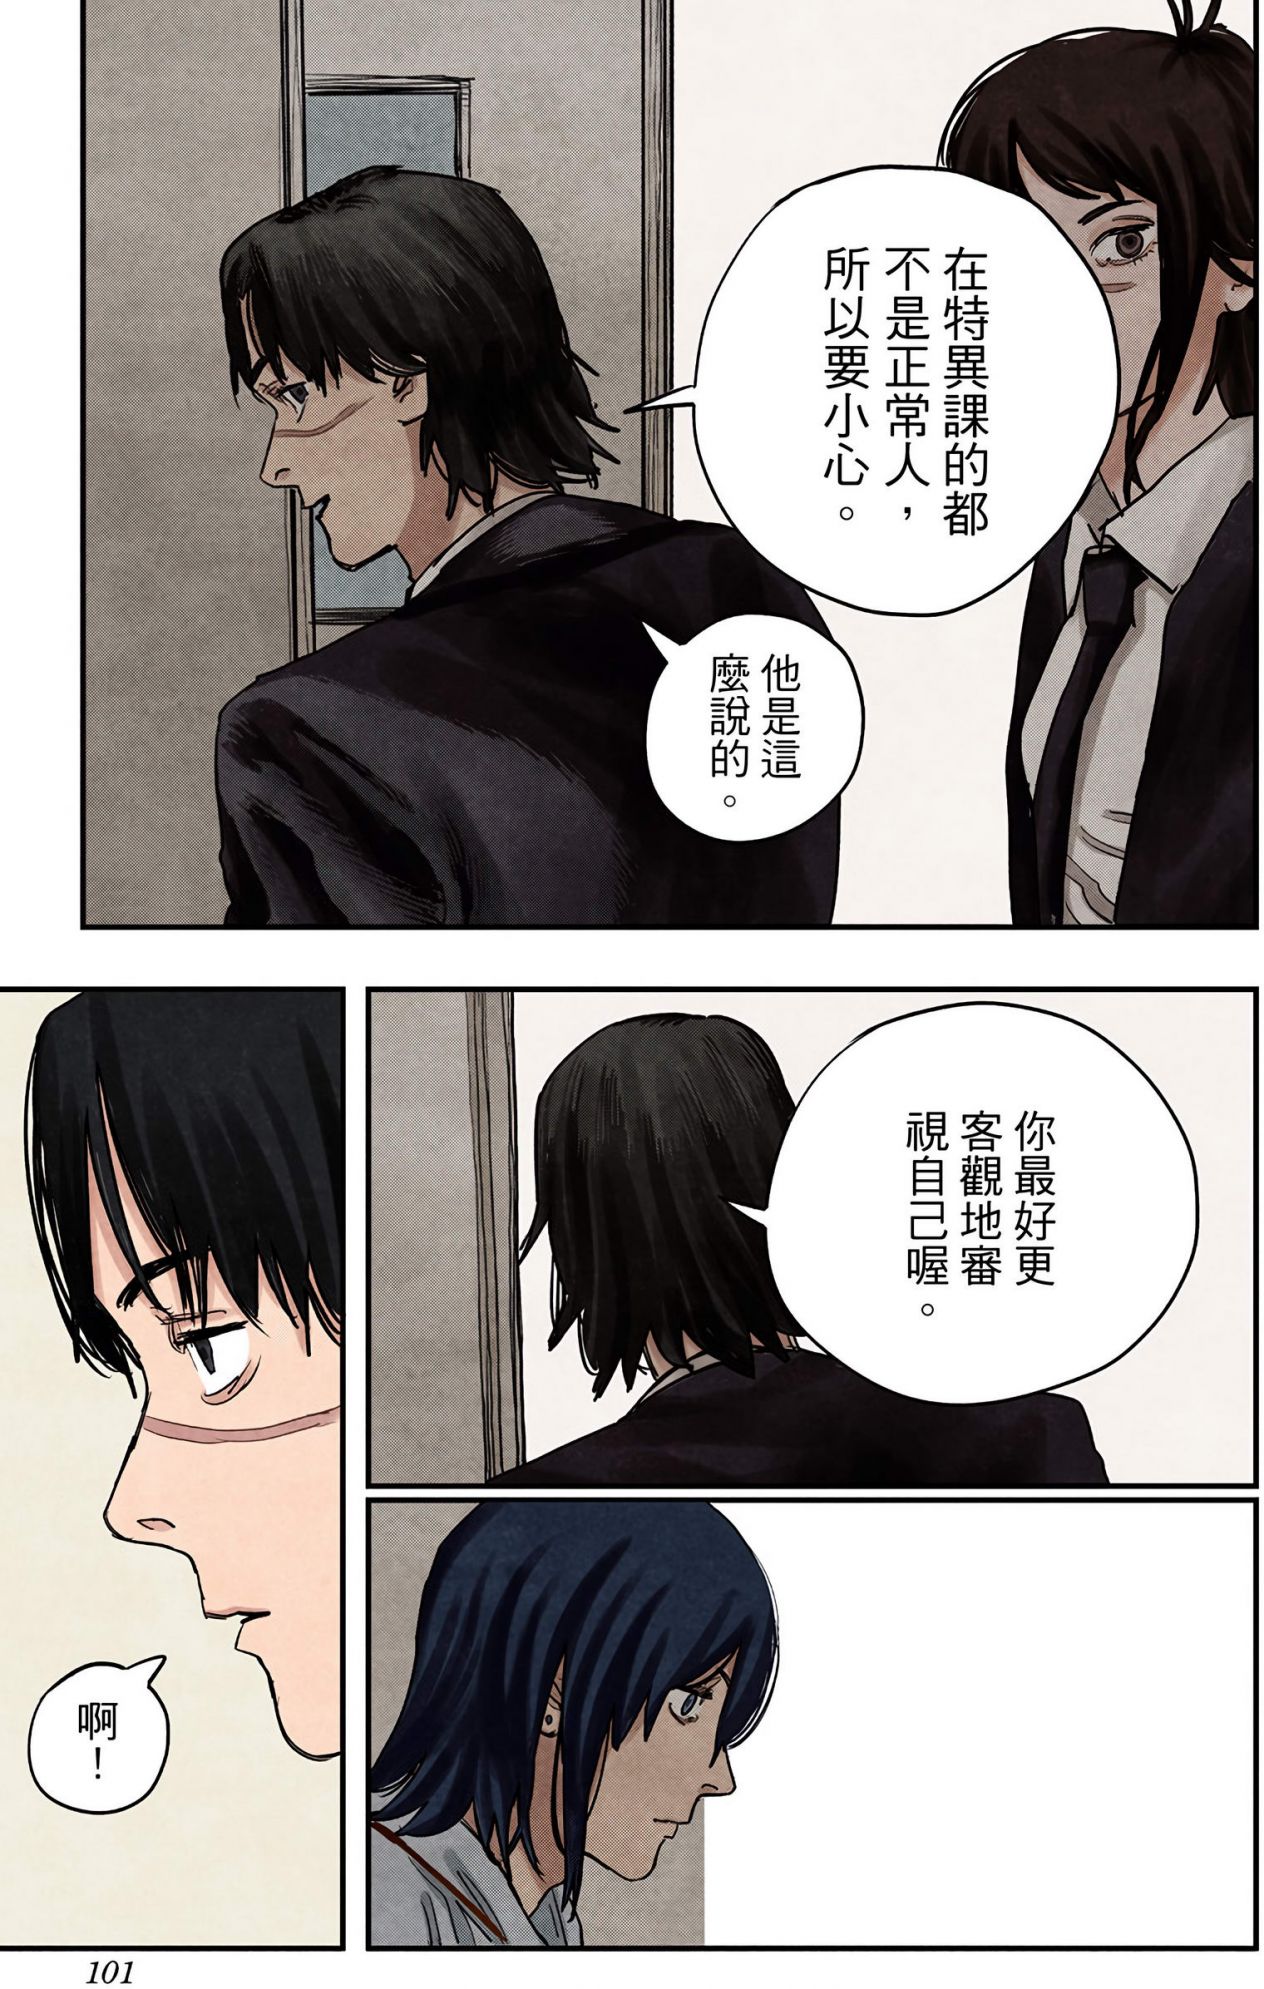 在特異課的都
不是正常人，
所以要小心。
他是這
麼說的。
你最好更
客觀地審
視自己喔。
啊！
101